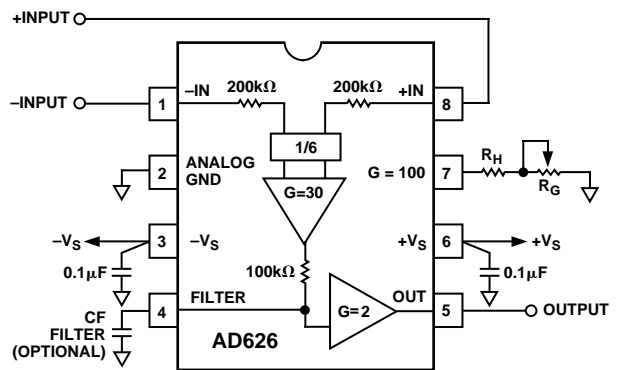 +INPUT
–INPUT
1
–IN
200kΩ
200kΩ
+IN
8
1/6
2
ANALOG
GND
G = 100
7
R_H
R_G
G=30
–V_S
3
–V_S
+V_S
6
+V_S
0.1µF
100kΩ
0.1µF
4
FILTER
G=2
OUT
5
OUTPUT
CF
FILTER
(OPTIONAL)
AD626